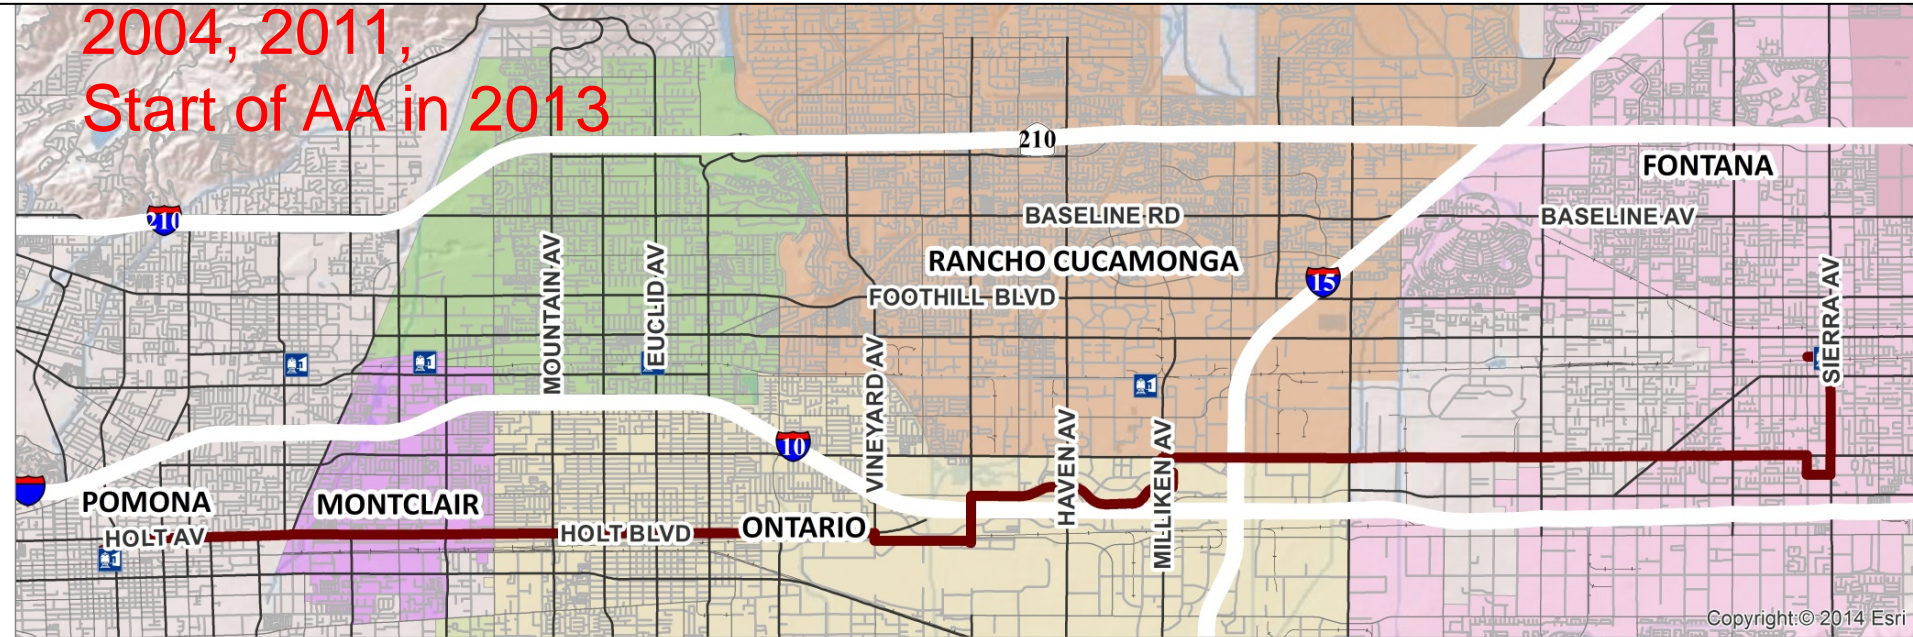 2004, 2011,
Start of AA in 2013
210
FONTANA
210
BASELINE RD
BASELINE AV
RANCHO CUCAMONGA
15
FOOTHILL BLVD
MOUNTAIN AV
EUCLID AV
SIERRA AV
VINEYARD AV
10
HAVEN AV
MILLIKEN AV
POMONA
MONTCLAIR
HOLT AV
HOLT BLVD
ONTARIO
Copyright:© 2014 Esri